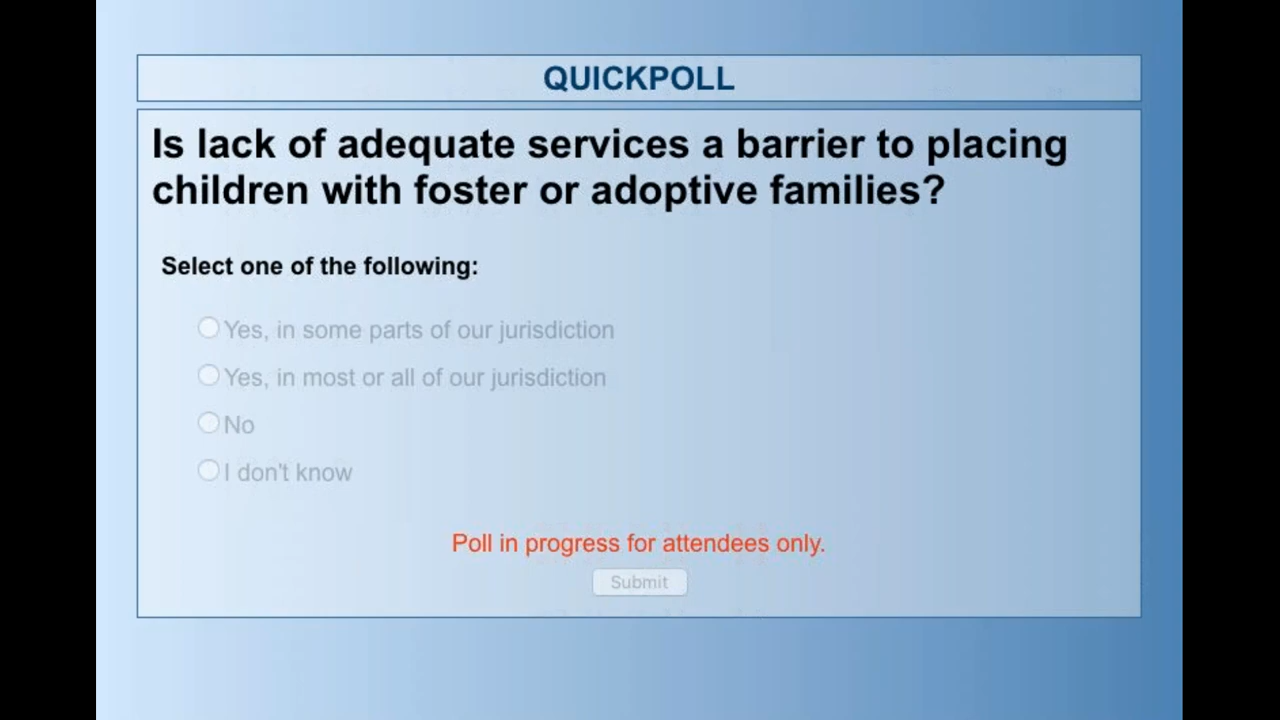 QUICKPOLL
Is lack of adequate services a barrier to placing
children with foster or adoptive families?
Select one of the following:
Yes, in some parts of our jurisdiction
Yes, in most or all of our jurisdiction
No
I don't know
Poll in progress for attendees only.
Submit